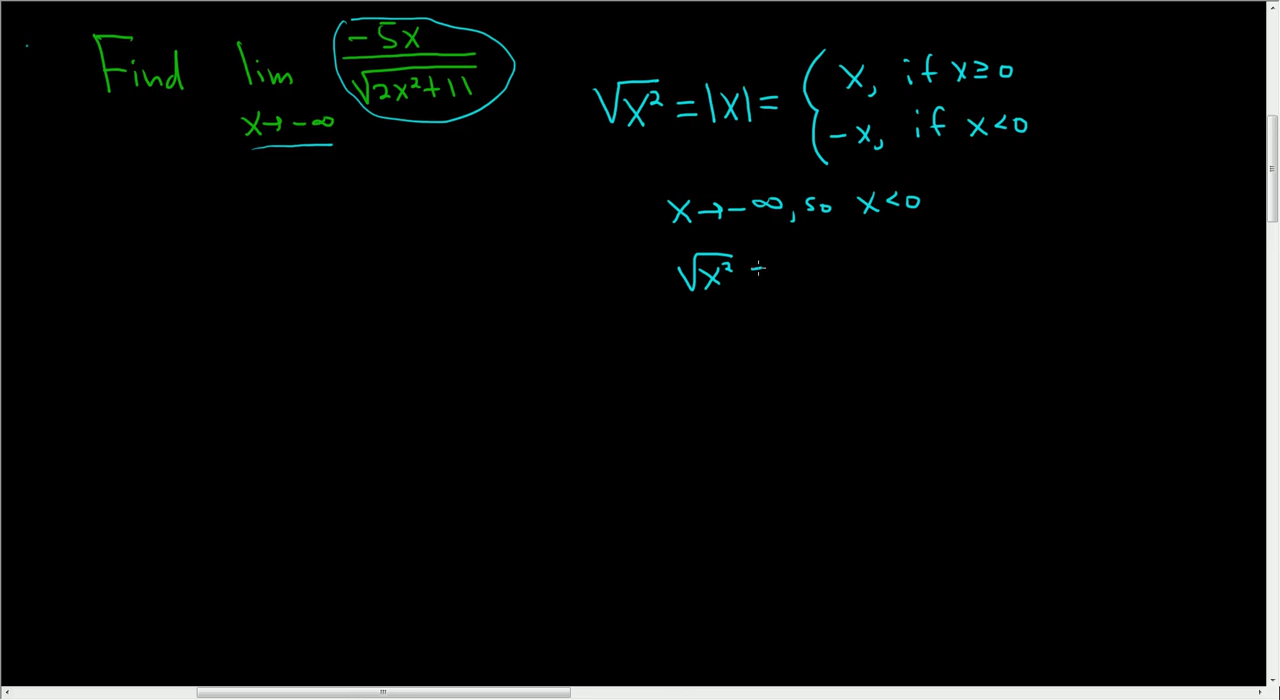 Find lim x→-∞ -5x / √(2x²+11)
√x² = |x| = { x, if x ≥ 0
-x, if x < 0
x → -∞, so x < 0
√x² -